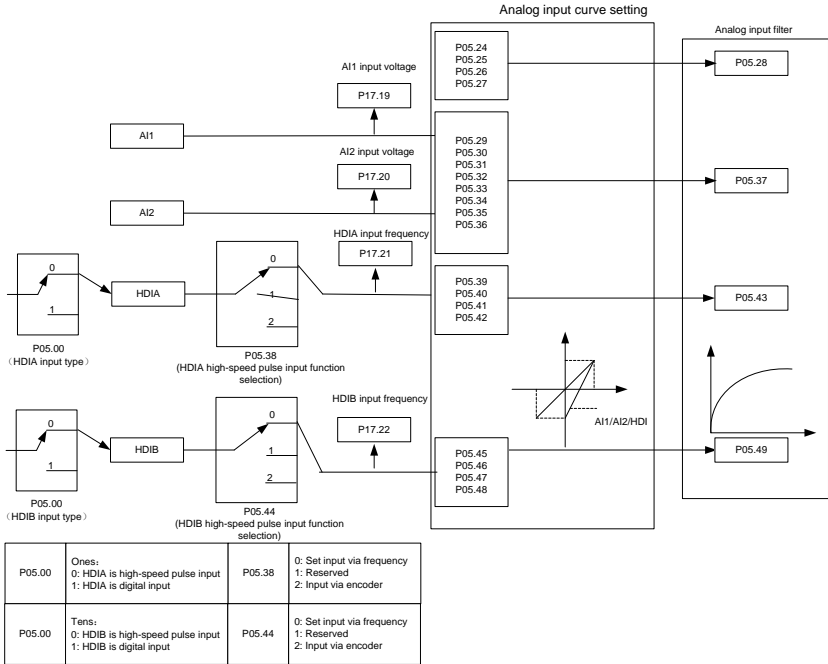 Analog input curve setting
Analog input filter
P05.24
P05.25
P05.26
P05.27
P05.28
AI1 input voltage
P17.19
AI1
AI2 input voltage
P17.20
AI2
P05.29
P05.30
P05.31
P05.32
P05.33
P05.34
P05.35
P05.36
P05.37
HDIA input frequency
P17.21
0
1
HDIA
0
1
2
P05.39
P05.40
P05.41
P05.42
P05.43
P05.00
（HDIA input type）
P05.38
(HDIA high-speed pulse input function
selection)
AI1/AI2/HDI
HDIB input frequency
P17.22
0
1
HDIB
0
1
2
P05.45
P05.46
P05.47
P05.48
P05.49
P05.00
（HDIB input type）
P05.44
(HDIB high-speed pulse input function
selection)
P05.00
Ones：
0: HDIA is high-speed pulse input
1: HDIA is digital input
P05.38
0: Set input via frequency
1: Reserved
2: Input via encoder
P05.00
Tens：
0: HDIB is high-speed pulse input
1: HDIB is digital input
P05.44
0: Set input via frequency
1: Reserved
2: Input via encoder